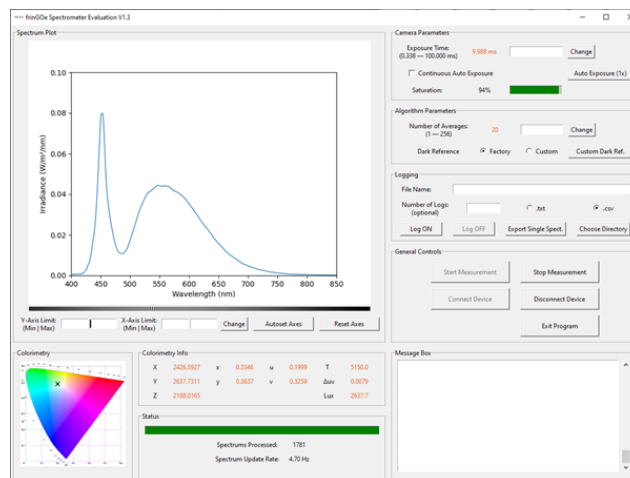 fringOe Spectrometer Evaluation V1.3
Spectrum Plot
0.10
0.08
0.06
0.04
0.02
0.00
Irradiance (W/m²/nm)
400 450 500 550 600 650 700 750 800 850
Wavelength (nm)
Y-Axis Limit:
(Min | Max)
X-Axis Limit:
(Min | Max)
Change
Autoset Axes
Reset Axes
Camera Parameters
Exposure Time:
(0.338 — 100.000 ms)
9.988 ms
Change
Continuous Auto Exposure
Auto Exposure (1x)
Saturation:
94%
Algorithm Parameters
Number of Averages:
(1 — 256)
20
Change
Dark Reference
Factory
Custom
Custom Dark Ref.
Logging
File Name:
Number of Logs:
(optional)
.txt
.csv
Log ON
Log OFF
Export Single Spect.
Choose Directory
General Controls
Start Measurement
Stop Measurement
Connect Device
Disconnect Device
Exit Program
Colorimetry
Colorimetry Info
X 2426.5927 x 0.3346 u 0.1999 T 5150.0
Y 2637.7311 y 0.3637 v 0.3259 Δuv 0.0079
Z 2188.0165 Lux 2637.7
Status
Spectrums Processed: 1781
Spectrum Update Rate: 4.70 Hz
Message Box